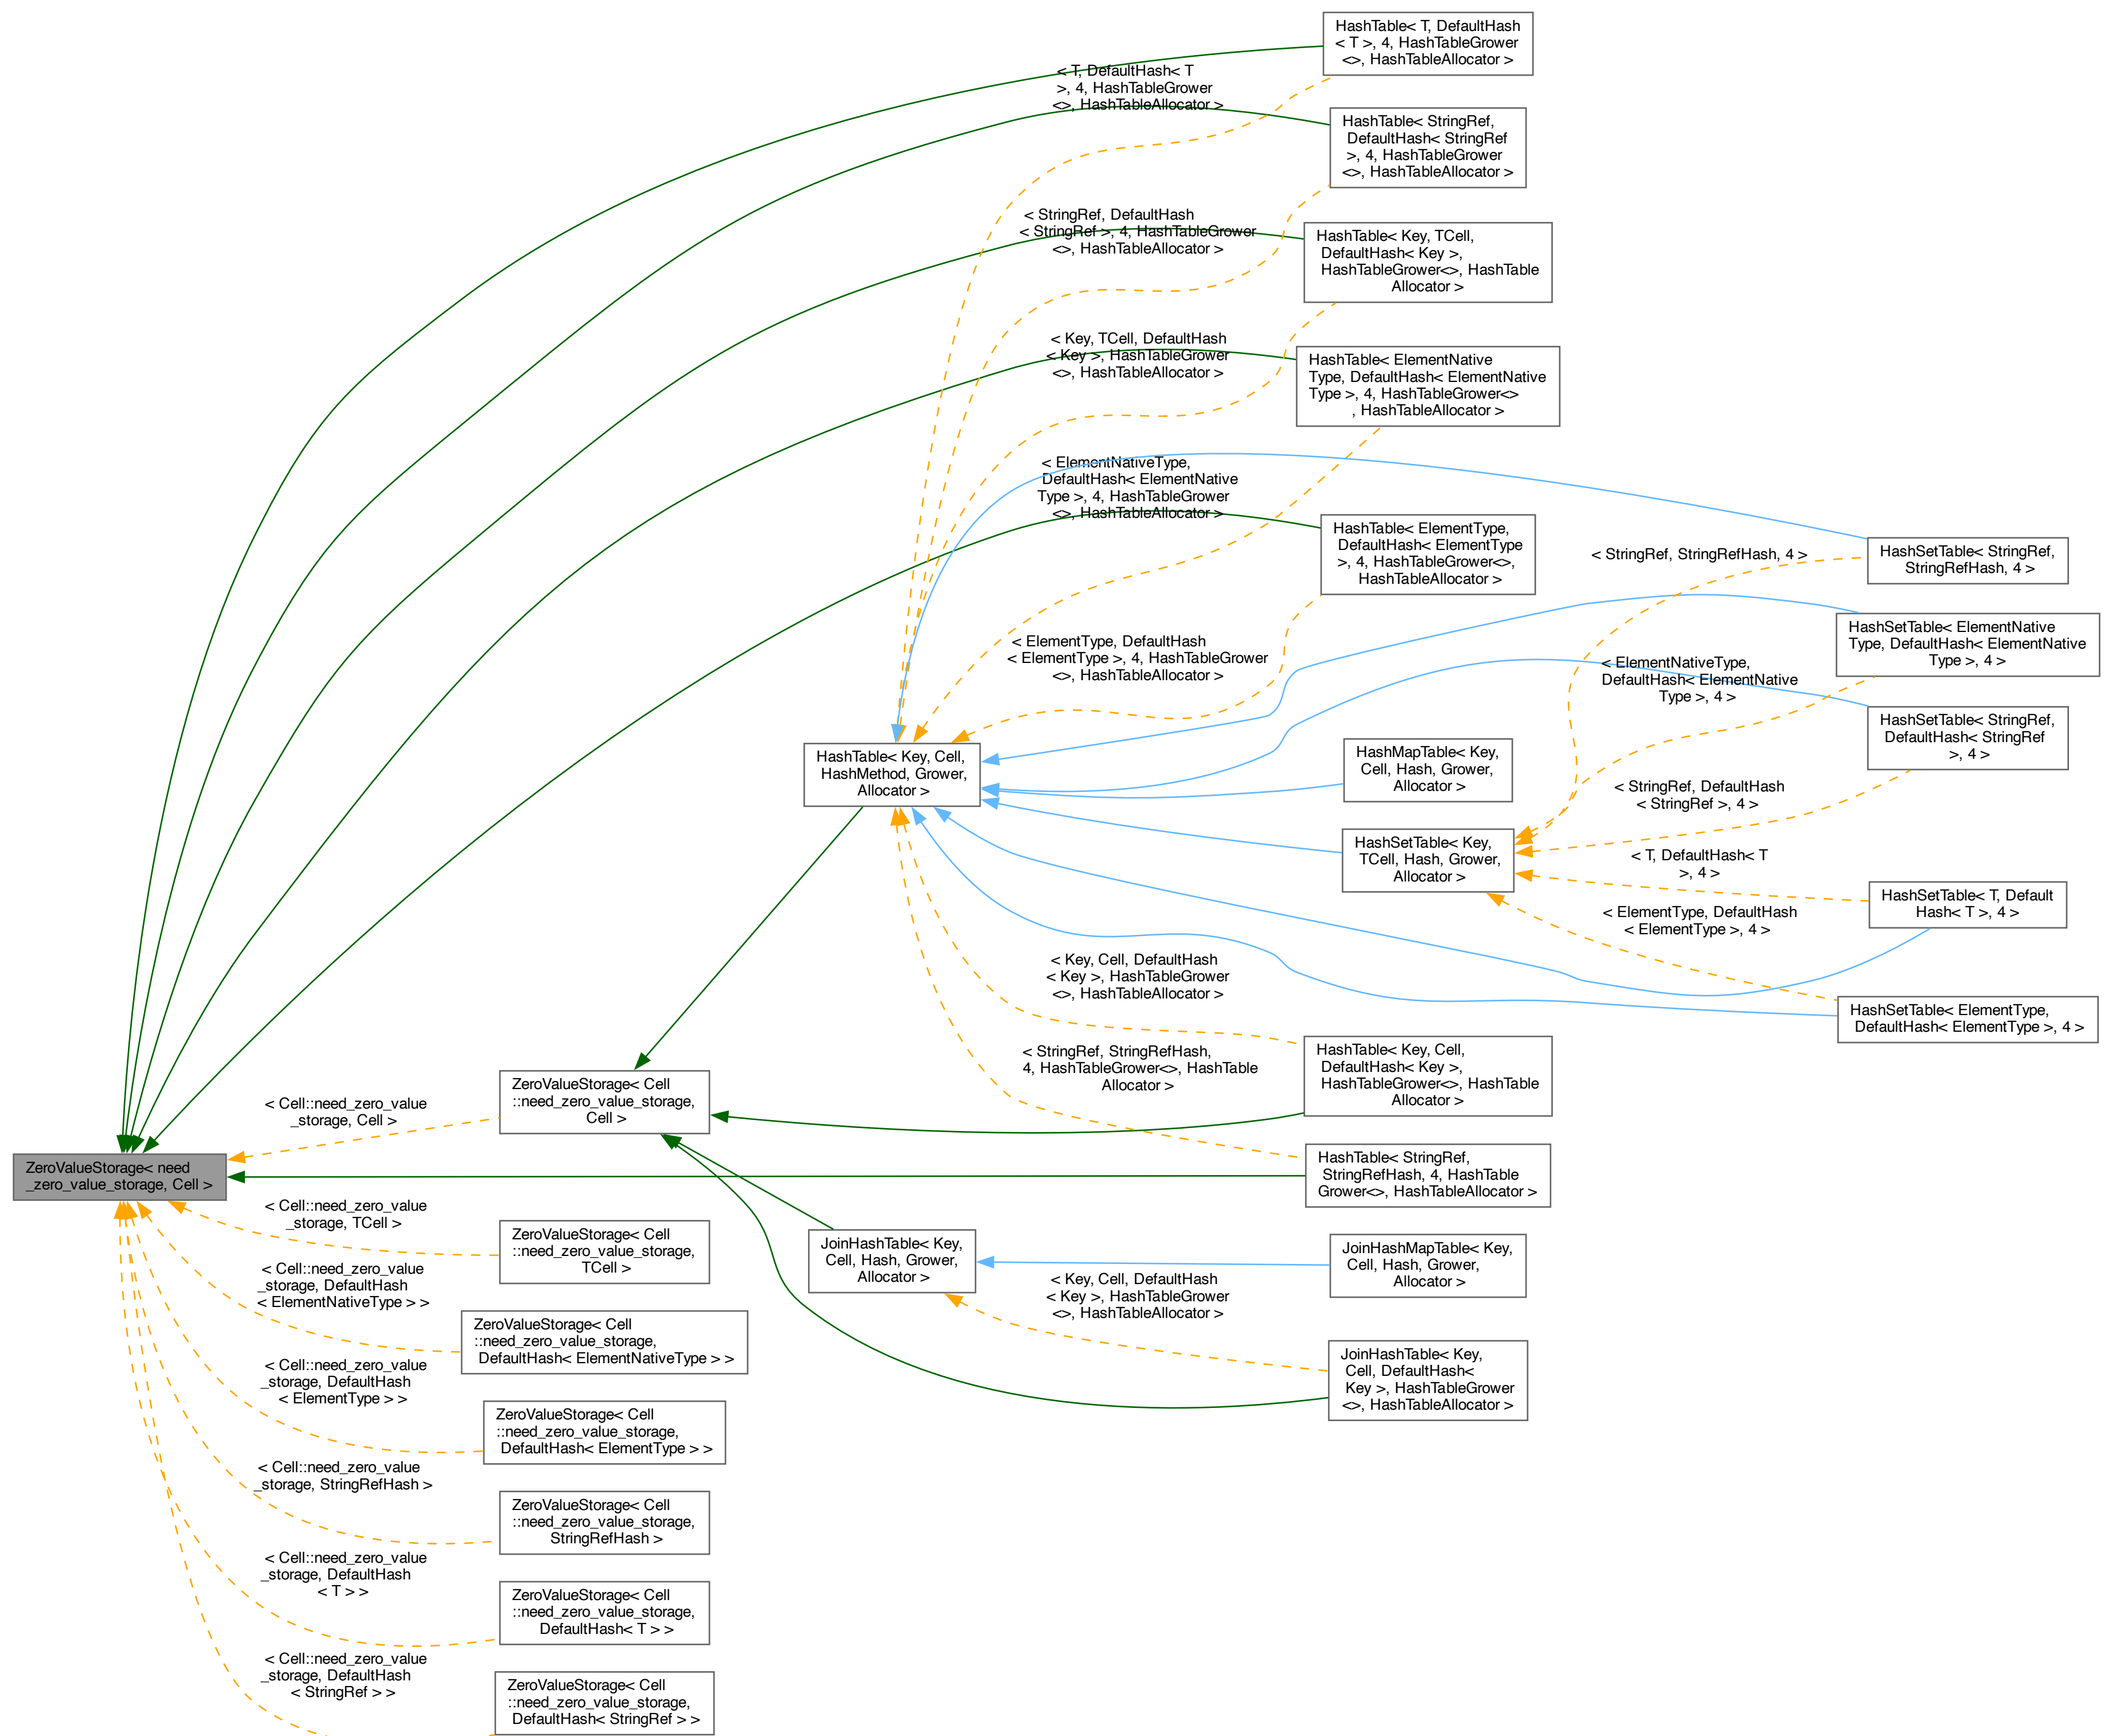 HashTable< T, DefaultHash
< T >, 4, HashTableGrower
<>, HashTableAllocator >
< T, DefaultHash< T
>, 4, HashTableGrower
<>, HashTableAllocator >
HashTable< StringRef,
DefaultHash< StringRef
>, 4, HashTableGrower
<>, HashTableAllocator >
< StringRef, DefaultHash
< StringRef >, 4, HashTableGrower
<>, HashTableAllocator >
HashTable< Key, TCell,
DefaultHash< Key >,
HashTableGrower<>, HashTable
Allocator >
< Key, TCell, DefaultHash
< Key >, HashTableGrower
<>, HashTableAllocator >
HashTable< ElementNative
Type, DefaultHash< ElementNative
Type >, 4, HashTableGrower<>
, HashTableAllocator >
< ElementNativeType,
DefaultHash< ElementNative
Type >, 4, HashTableGrower
<>, HashTableAllocator >
HashTable< ElementType,
DefaultHash< ElementType
>, 4, HashTableGrower<>,
HashTableAllocator >
< StringRef, StringRefHash, 4 >
HashSetTable< StringRef,
StringRefHash, 4 >
< ElementType, DefaultHash
< ElementType >, 4, HashTableGrower
<>, HashTableAllocator >
< ElementNativeType,
DefaultHash< ElementNative
Type >, 4 >
HashSetTable< ElementNative
Type, DefaultHash< ElementNative
Type >, 4 >
HashSetTable< StringRef,
DefaultHash< StringRef
>, 4 >
HashTable< Key, Cell,
HashMethod, Grower,
Allocator >
HashMapTable< Key,
Cell, Hash, Grower,
Allocator >
< StringRef, DefaultHash
< StringRef >, 4 >
HashSetTable< Key,
TCell, Hash, Grower,
Allocator >
< T, DefaultHash< T
>, 4 >
HashSetTable< T, Default
Hash< T >, 4 >
< ElementType, DefaultHash
< ElementType >, 4 >
< Key, Cell, DefaultHash
< Key >, HashTableGrower
<>, HashTableAllocator >
HashSetTable< ElementType,
DefaultHash< ElementType >, 4 >
HashTable< Key, Cell,
DefaultHash< Key >,
HashTableGrower<>, HashTable
Allocator >
< StringRef, StringRefHash,
4, HashTableGrower<>, HashTable
Allocator >
ZeroValueStorage< Cell
::need_zero_value_storage,
Cell >
< Cell::need_zero_value
_storage, Cell >
HashTable< StringRef,
StringRefHash, 4, HashTable
Grower<>, HashTableAllocator >
ZeroValueStorage< need
_zero_value_storage, Cell >
< Cell::need_zero_value
_storage, TCell >
ZeroValueStorage< Cell
::need_zero_value_storage,
TCell >
JoinHashTable< Key,
Cell, Hash, Grower,
Allocator >
JoinHashMapTable< Key,
Cell, Hash, Grower,
Allocator >
< Key, Cell, DefaultHash
< Key >, HashTableGrower
<>, HashTableAllocator >
< Cell::need_zero_value
_storage, DefaultHash
< ElementNativeType > >
ZeroValueStorage< Cell
::need_zero_value_storage,
DefaultHash< ElementNativeType > >
JoinHashTable< Key,
Cell, DefaultHash<
Key >, HashTableGrower
<>, HashTableAllocator >
< Cell::need_zero_value
_storage, DefaultHash
< ElementType > >
ZeroValueStorage< Cell
::need_zero_value_storage,
DefaultHash< ElementType > >
< Cell::need_zero_value
_storage, StringRefHash >
ZeroValueStorage< Cell
::need_zero_value_storage,
StringRefHash >
< Cell::need_zero_value
_storage, DefaultHash
< T > >
ZeroValueStorage< Cell
::need_zero_value_storage,
DefaultHash< T > >
< Cell::need_zero_value
_storage, DefaultHash
< StringRef > >
ZeroValueStorage< Cell
::need_zero_value_storage,
DefaultHash< StringRef > >